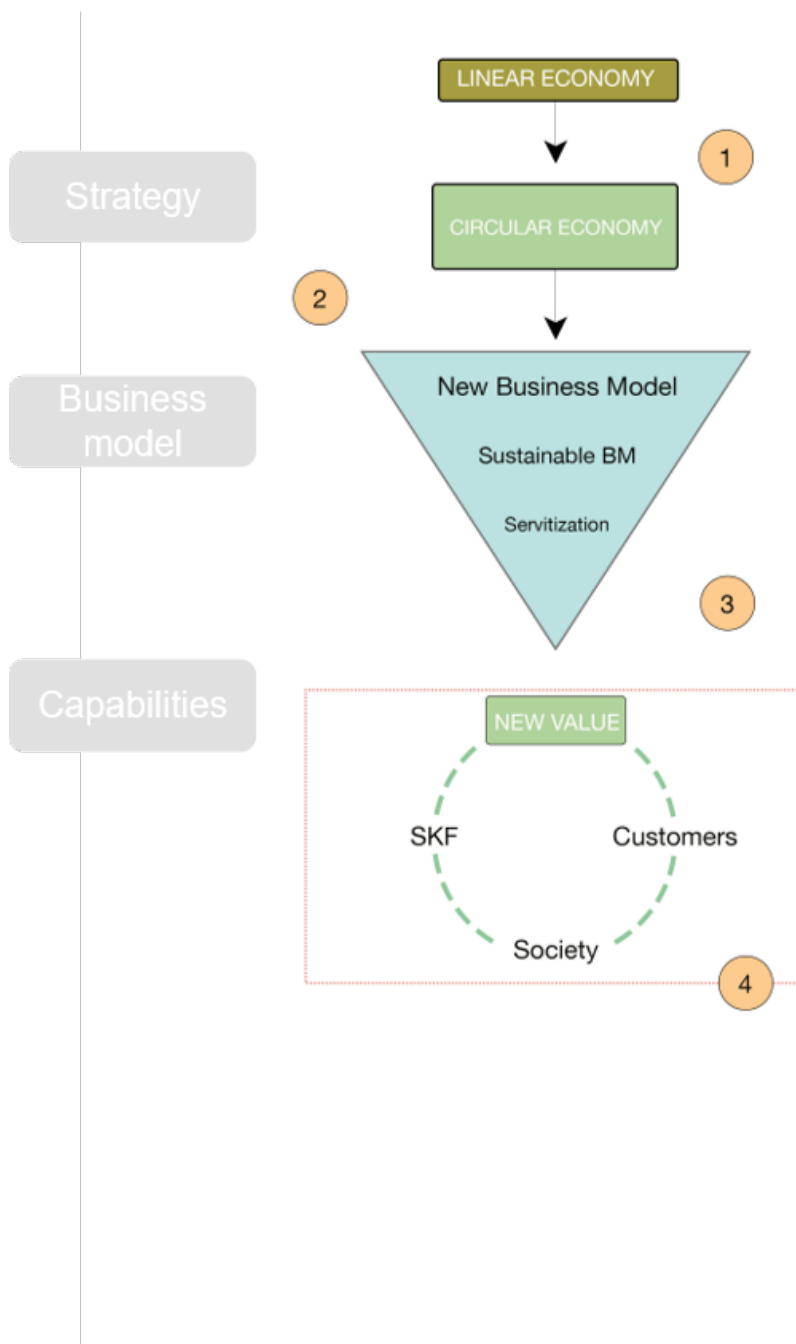 LINEAR ECONOMY
1
Strategy
CIRCULAR ECONOMY
2
Business
model
New Business Model
Sustainable BM
Servitization
3
Capabilities
NEW VALUE
SKF
Customers
Society
4